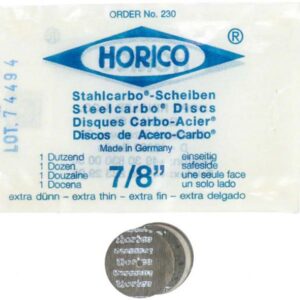 ORDER No. 230
HORICO ®
LOT. 74494
Stahlcarbo®-Scheiben
Steelcarbo® Discs
Disques Carbo-Acier®
Discos de Acero-Carbo®
Made in Germany
1 Dutzend
1 Dozen
1 Douzaine
1 Docena
7/8”
einseitig
safeside
une seule face
un solo lado
extra dünn – extra thin – extra fin – extra delgado